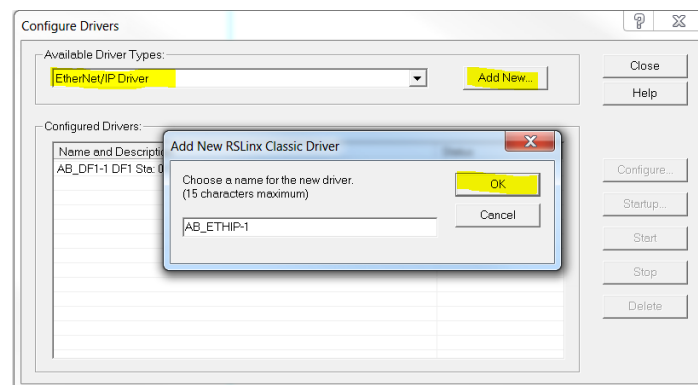 Configure Drivers
Available Driver Types:
EtherNet/IP Driver
Add New...
Close
Help
Configured Drivers:
Name and Descripti
AB_DF1-1 DF1 Sta: 0
Add New RSLinx Classic Driver
Choose a name for the new driver.
(15 characters maximum)
AB_ETHIP-1
OK
Cancel
Configure...
Startup...
Start
Stop
Delete